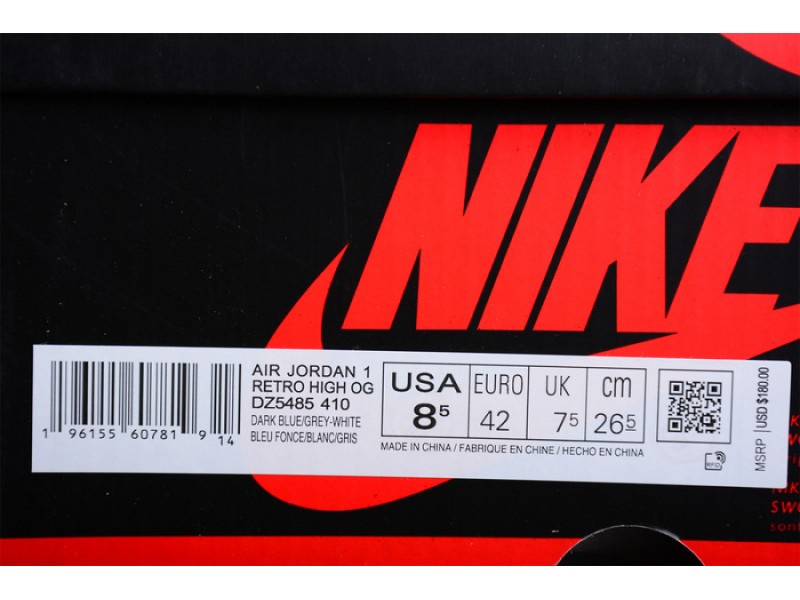 NIKE
AIR JORDAN 1
RETRO HIGH OG
DZ5485 410
DARK BLUE/GREY-WHITE
BLEU FONCE/BLANC/GRIS
1 96155 60781 9 14
USA EURO UK cm
8⁵ 42 7⁵ 26⁵
MADE IN CHINA / FABRIQUE EN CHINE / HECHO EN CHINA
RFID
MSRP USD $180.00